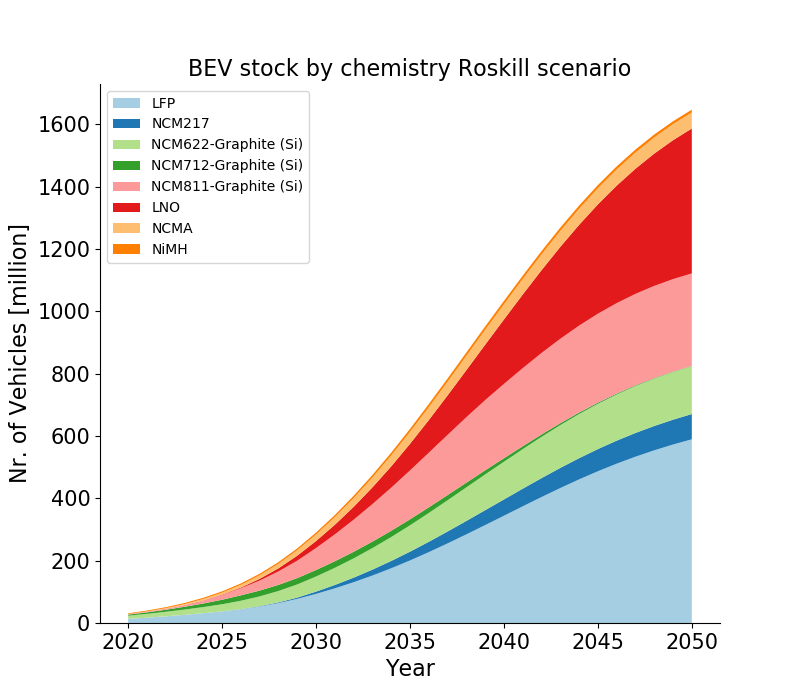 BEV stock by chemistry Roskill scenario
LFP
NCM217
NCM622-Graphite (Si)
NCM712-Graphite (Si)
NCM811-Graphite (Si)
LNO
NCMA
NiMH
Nr. of Vehicles [million]
1600
1400
1200
1000
800
600
400
200
0
2020 2025 2030 2035 2040 2045 2050
Year